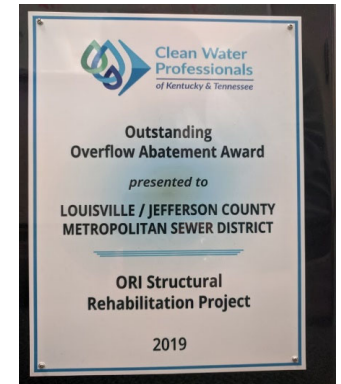 Clean Water
Professionals
of Kentucky & Tennessee
Outstanding
Overflow Abatement Award
presented to
LOUISVILLE / JEFFERSON COUNTY
METROPOLITAN SEWER DISTRICT
ORI Structural
Rehabilitation Project
2019